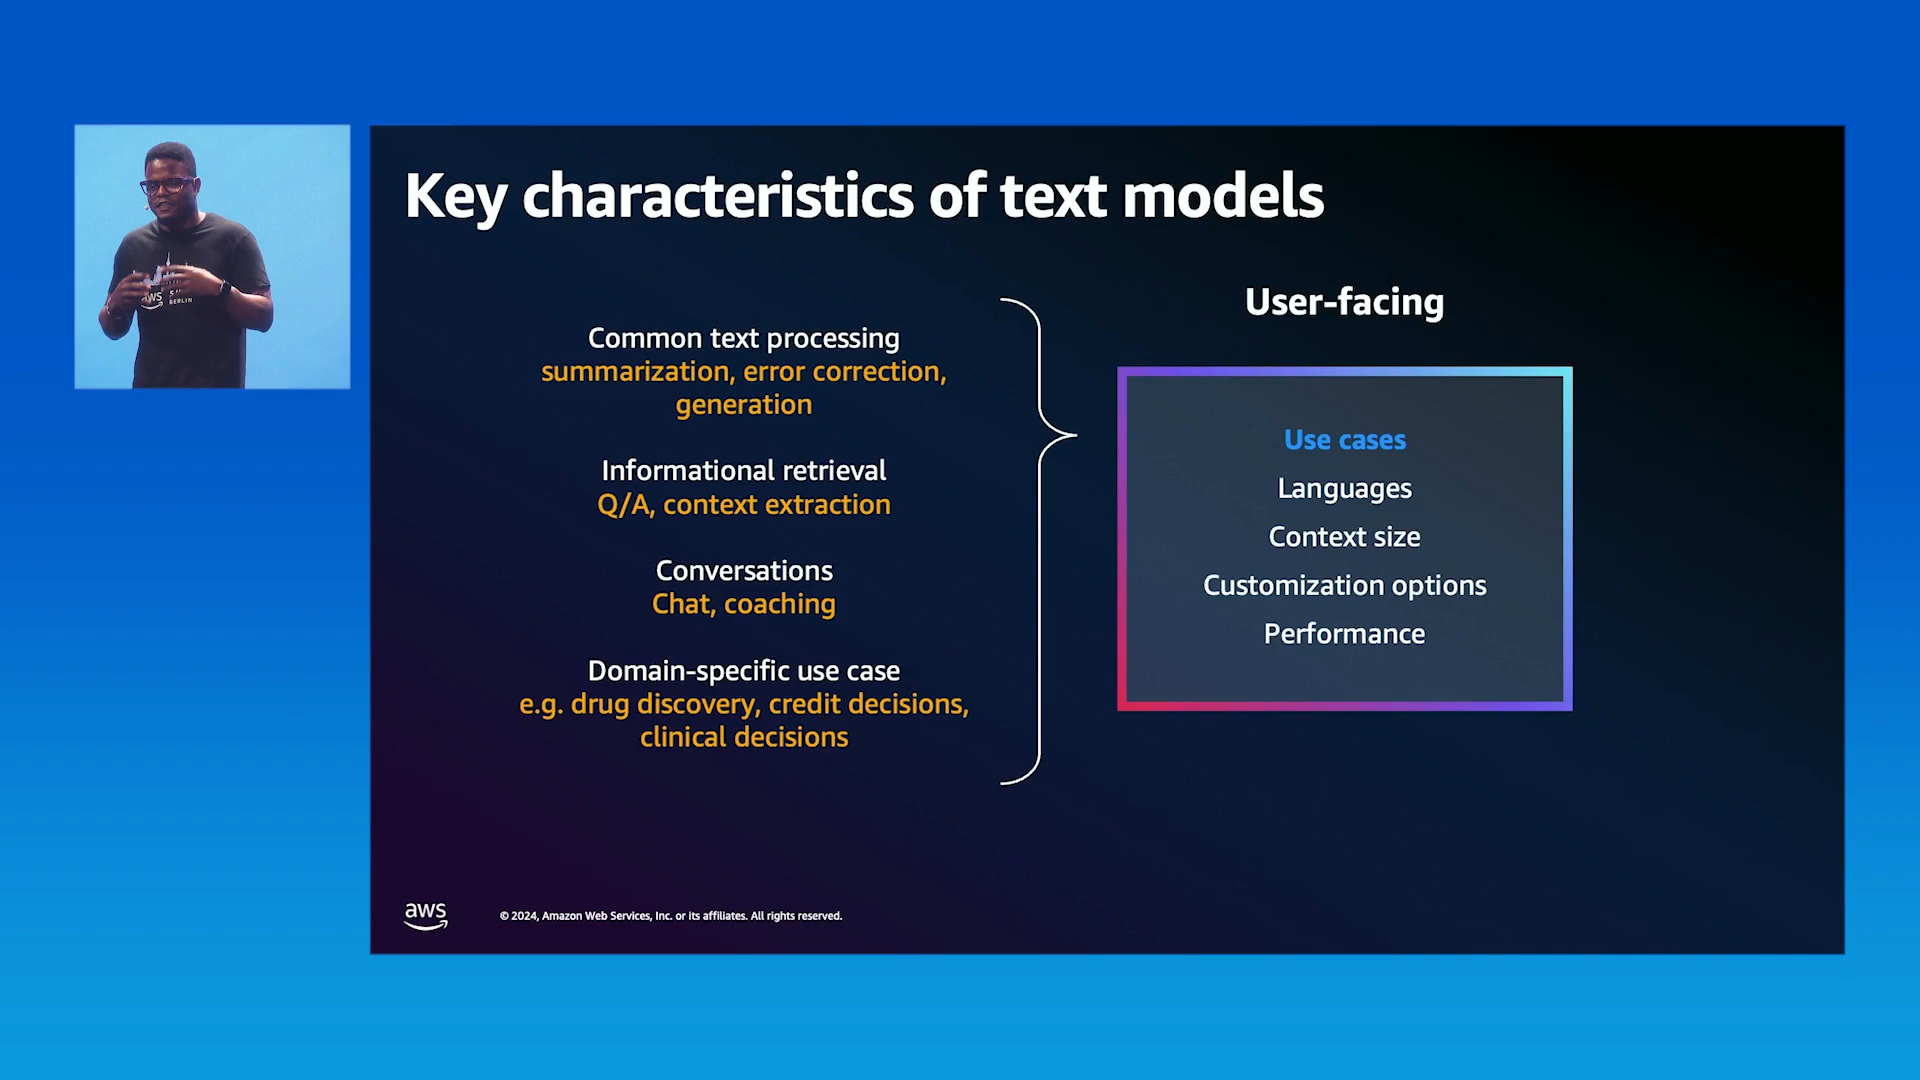 Key characteristics of text models
Common text processing
summarization, error correction,
generation
Informational retrieval
Q/A, context extraction
Conversations
Chat, coaching
Domain-specific use case
e.g. drug discovery, credit decisions,
clinical decisions
User-facing
Use cases
Languages
Context size
Customization options
Performance
aws
© 2024, Amazon Web Services, Inc. or its affiliates. All rights reserved.
aws
BERLIN